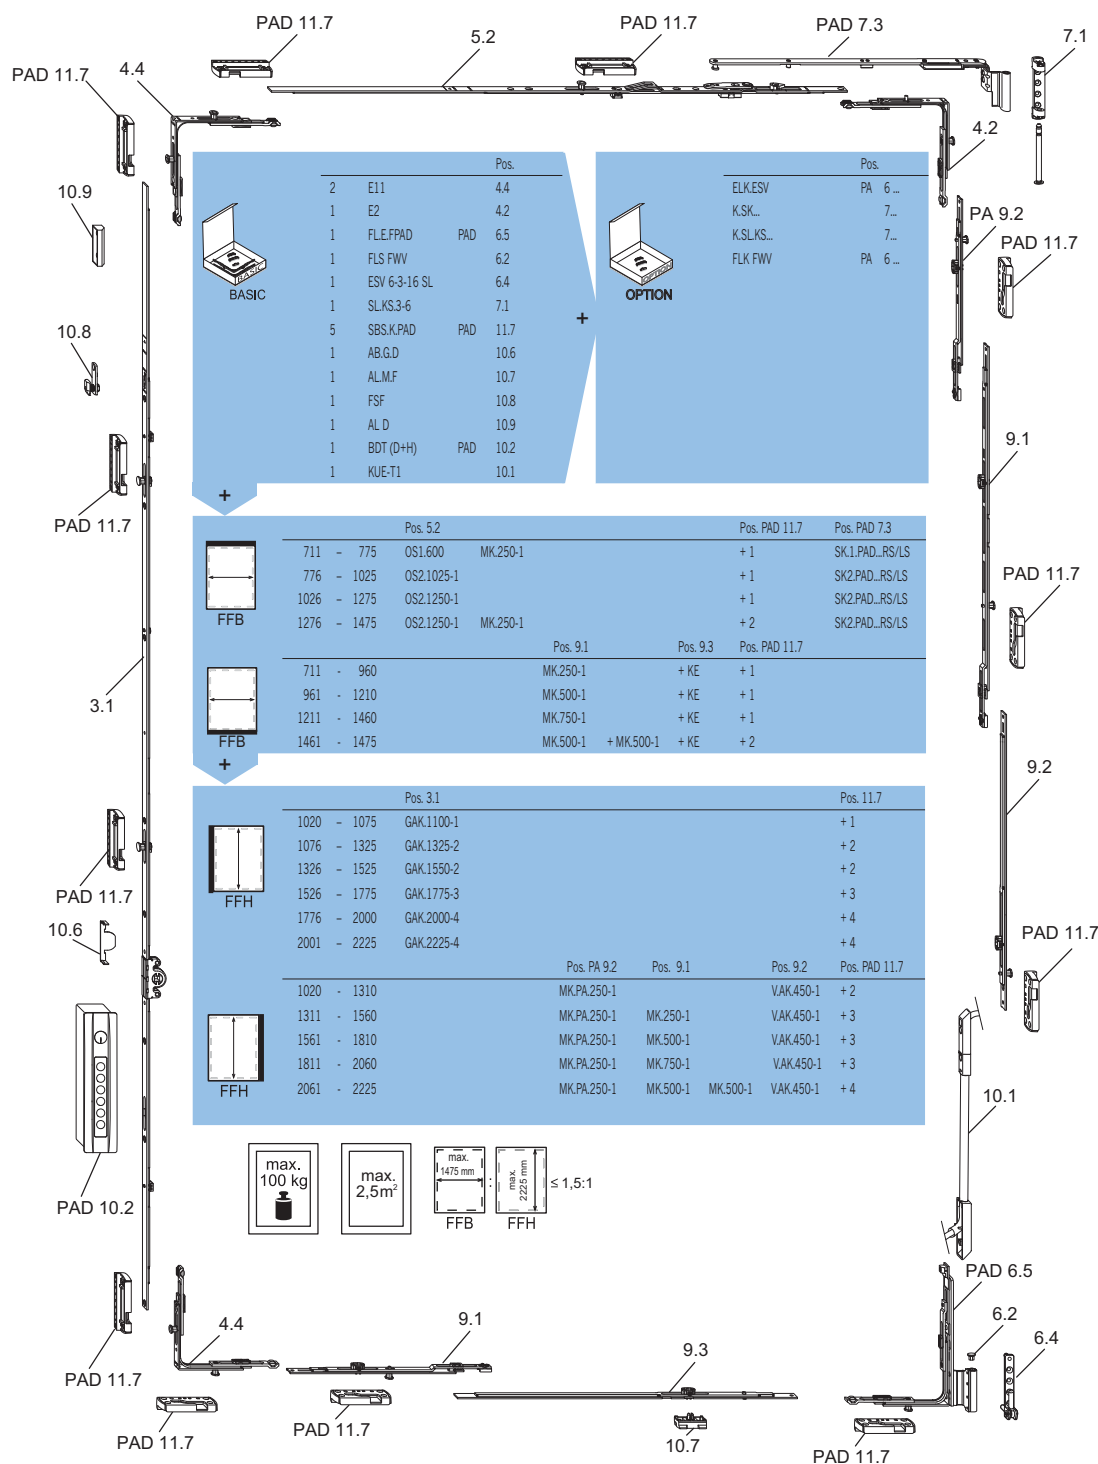 PAD 11.7
5.2
PAD 11.7
PAD 7.3
7.1
PAD 11.7
4.4
4.2
10.9
PA 9.2
PAD 11.7
10.8
PAD 11.7
9.1
PAD 11.7
3.1
9.2
PAD 11.7
10.6
PAD 11.7
PAD 10.2
10.1
Pos.
2 E11 4.4
1 E2 4.2
1 FL.E.FPAD PAD 6.5
1 FLS FWV 6.2
1 ESV 6-3-16 SL 6.4
1 SL.KS.3-6 7.1
5 SBS.K.PAD PAD 11.7
1 AB.G.D 10.6
1 AL.M.F 10.7
1 FSF 10.8
1 AL D 10.9
1 BDT (D+H) PAD 10.2
1 KUE-T1 10.1
BASIC
BASIC
+
Pos.
ELK.ESV PA 6 ...
K.SK... 7...
K.SL.KS... 7...
FLK FWV PA 6 ...
OPTION
OPTION
+
Pos. 5.2 Pos. PAD 11.7 Pos. PAD 7.3
711 – 775 OS1.600 MK.250-1 + 1 SK.1.PAD...RS/LS
776 – 1025 OS2.1025-1 + 1 SK2.PAD...RS/LS
1026 – 1275 OS2.1250-1 + 1 SK2.PAD...RS/LS
1276 – 1475 OS2.1250-1 MK.250-1 + 2 SK2.PAD...RS/LS
FFB
Pos. 9.1 Pos. 9.3 Pos. PAD 11.7
711 - 960 MK.250-1 + KE + 1
961 - 1210 MK.500-1 + KE + 1
1211 - 1460 MK.750-1 + KE + 1
1461 - 1475 MK.500-1 + MK.500-1 + KE + 2
FFB
+
Pos. 3.1 Pos. 11.7
1020 – 1075 GAK.1100-1 + 1
1076 – 1325 GAK.1325-2 + 2
1326 – 1525 GAK.1550-2 + 2
1526 – 1775 GAK.1775-3 + 3
1776 – 2000 GAK.2000-4 + 4
2001 – 2225 GAK.2225-4 + 4
FFH
Pos. PA 9.2 Pos. 9.1 Pos. 9.2 Pos. PAD 11.7
1020 - 1310 MK.PA.250-1 V.AK.450-1 + 2
1311 - 1560 MK.PA.250-1 MK.250-1 V.AK.450-1 + 3
1561 - 1810 MK.PA.250-1 MK.500-1 V.AK.450-1 + 3
1811 - 2060 MK.PA.250-1 MK.750-1 V.AK.450-1 + 3
2061 - 2225 MK.PA.250-1 MK.500-1 MK.500-1 V.AK.450-1 + 4
FFH
max.
100 kg
max.
2,5m²
max.
1475 mm
FFB
:
max.
2225 mm
FFH
≤ 1,5:1
PAD 6.5
6.2
6.4
4.4
9.1
9.3
PAD 11.7
PAD 11.7
PAD 11.7
10.7
PAD 11.7